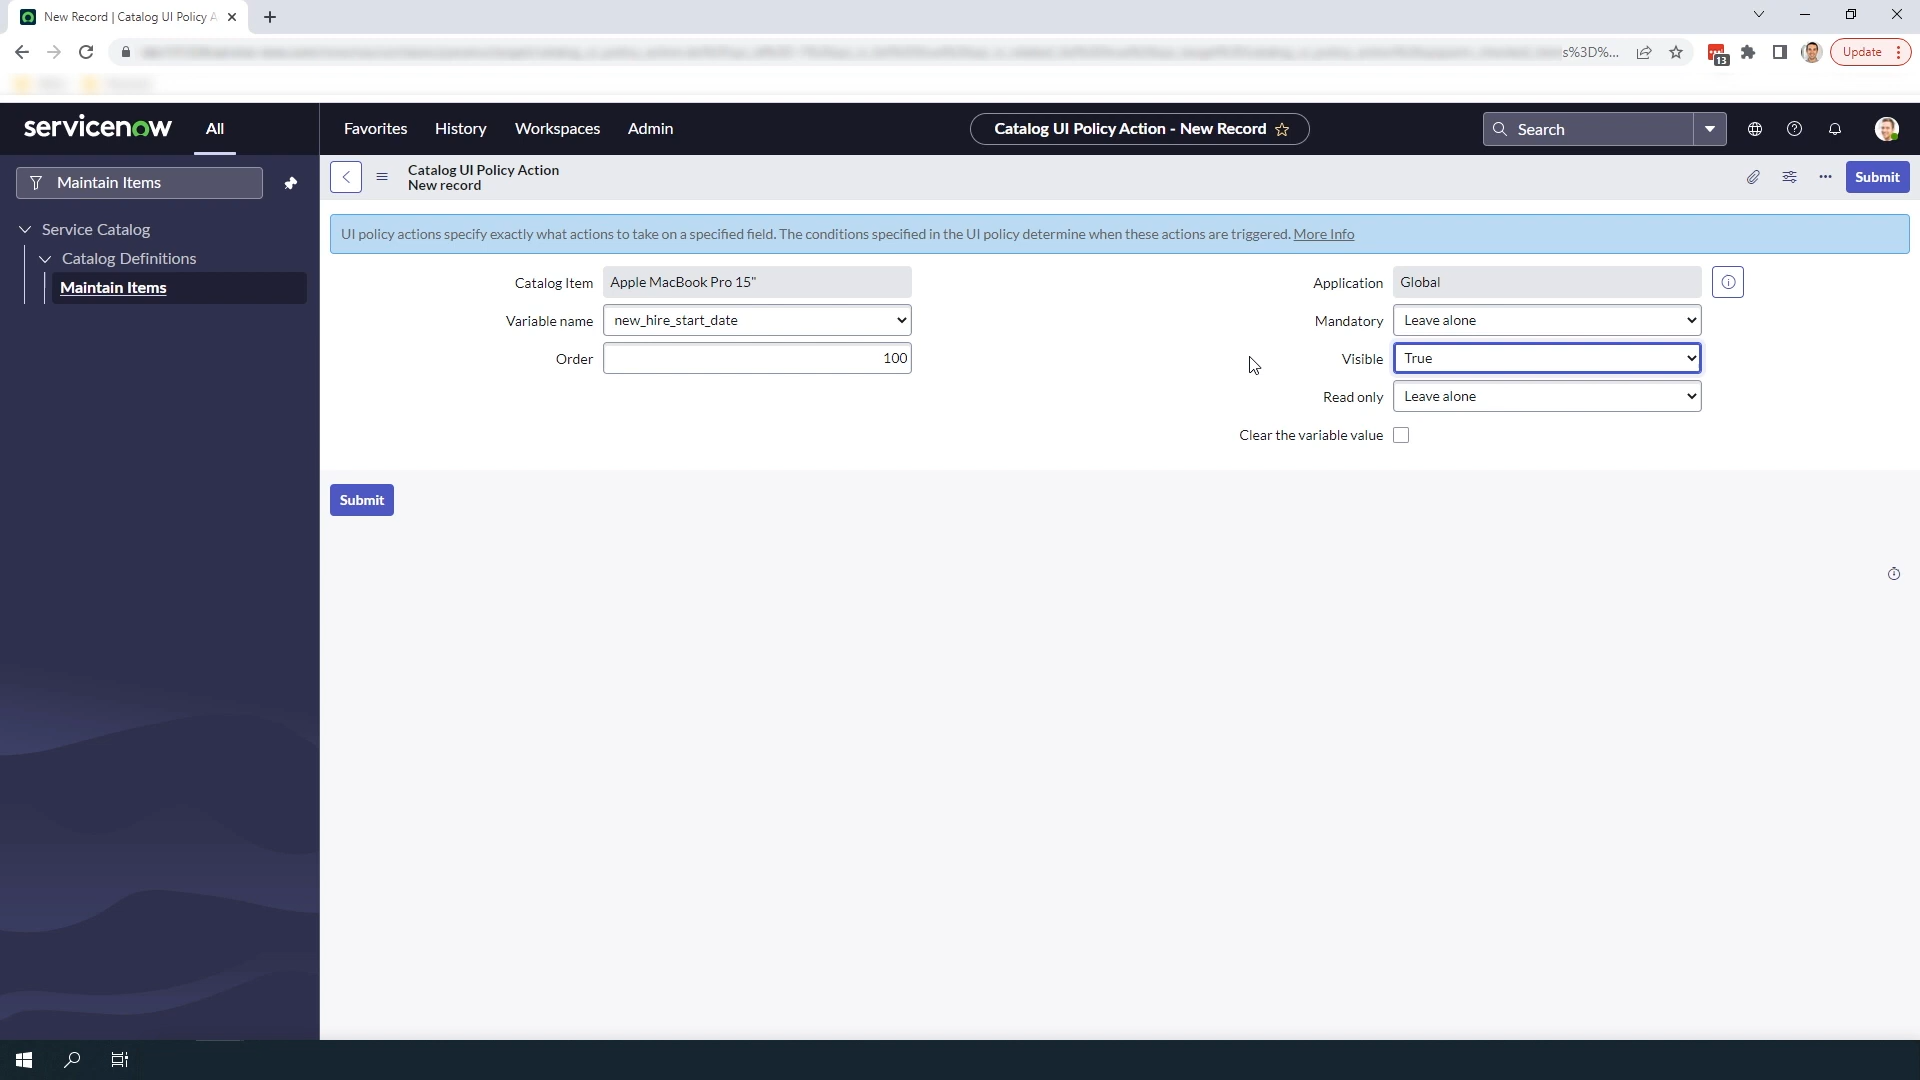 New Record | Catalog UI Policy A
s%3D%...
13
Update
servicenow
All
Favorites
History
Workspaces
Admin
Catalog UI Policy Action - New Record
Search
Maintain Items
Service Catalog
Catalog Definitions
Maintain Items
Catalog UI Policy Action
New record
Submit
UI policy actions specify exactly what actions to take on a specified field. The conditions specified in the UI policy determine when these actions are triggered. More Info
Catalog Item
Apple MacBook Pro 15"
Application
Global
Variable name
new_hire_start_date
Mandatory
Leave alone
Order
100
Visible
True
Read only
Leave alone
Clear the variable value
Submit